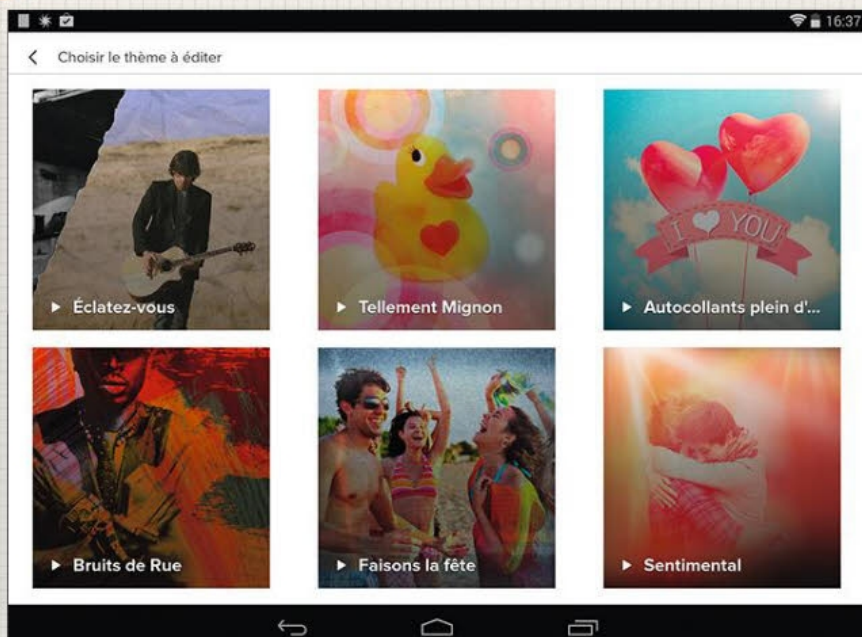 16:37
Choisir le thème à éditer
Éclatez-vous
Tellement Mignon
I YOU
Autocollants plein d'...
Bruits de Rue
Faisons la fête
Sentimental